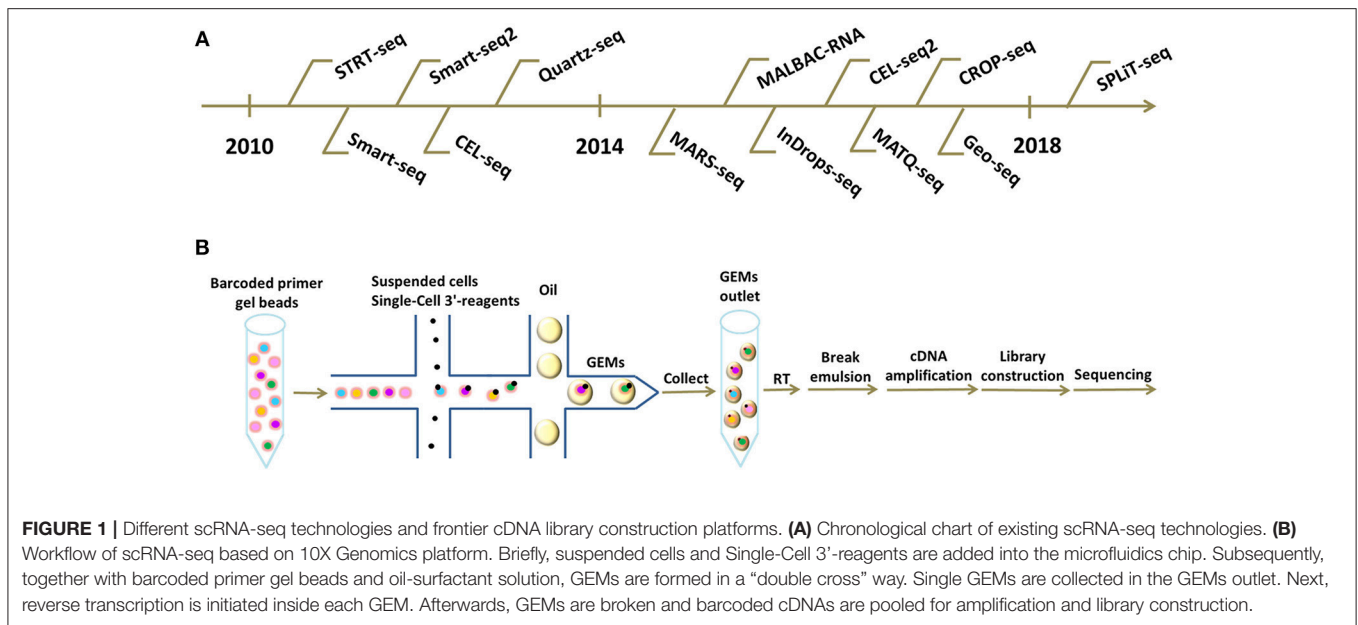 A
STRT-seq
Smart-seq2
Quartz-seq
MALBAC-RNA
CEL-seq2
CROP-seq
SPLiT-seq
2010
2014
2018
Smart-seq
CEL-seq
MARS-seq
InDrops-seq
MATQ-seq
Geo-seq
B
Barcoded primer
gel beads
Suspended cells
Single-Cell 3'-reagents
Oil
GEMs
Collect
GEMs
outlet
RT
Break
emulsion
cDNA
amplification
Library
construction
Sequencing
FIGURE 1 | Different scRNA-seq technologies and frontier cDNA library construction platforms. (A) Chronological chart of existing scRNA-seq technologies. (B)
Workflow of scRNA-seq based on 10X Genomics platform. Briefly, suspended cells and Single-Cell 3’-reagents are added into the microfluidics chip. Subsequently,
together with barcoded primer gel beads and oil-surfactant solution, GEMs are formed in a “double cross” way. Single GEMs are collected in the GEMs outlet. Next,
reverse transcription is initiated inside each GEM. Afterwards, GEMs are broken and barcoded cDNAs are pooled for amplification and library construction.